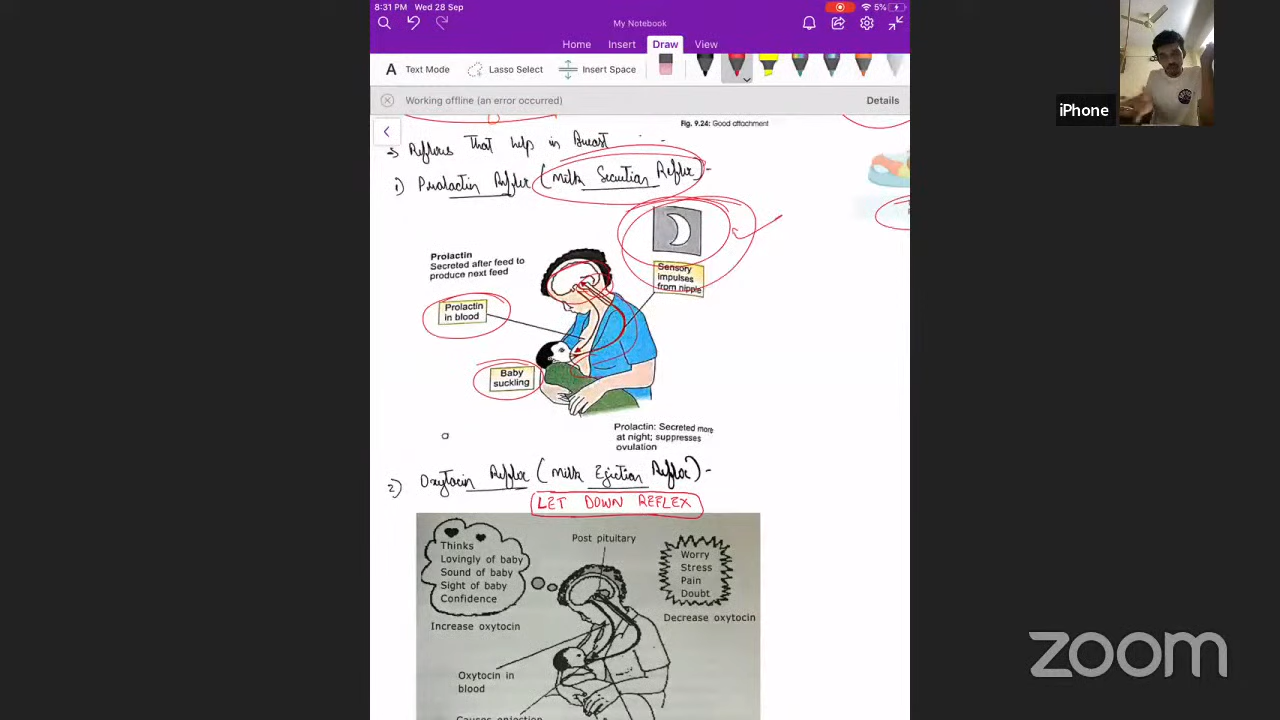 8:31 PM Wed 28 Sep
5%
My Notebook
Home Insert Draw View
Text Mode Lasso Select Insert Space
Working offline (an error occurred)
Details
iPhone
Fig. 9.24: Good attachment
Reflexes that help in Breast
1) Prolactin Reflex (Milk Secretion Reflex)-
Prolactin
Secreted after feed to
produce next feed
Sensory
impulses
from nipple
Prolactin
in blood
Baby
suckling
a
Prolactin: Secreted more
at night; suppresses
ovulation
2) Oxytocin Reflex (Milk Ejection Reflex)-
LET DOWN REFLEX
Thinks
Lovingly of baby
Sound of baby
Sight of baby
Confidence
Increase oxytocin
Post pituitary
Worry
Stress
Pain
Doubt
Decrease oxytocin
Oxytocin in
blood
Causes ejection
zoom